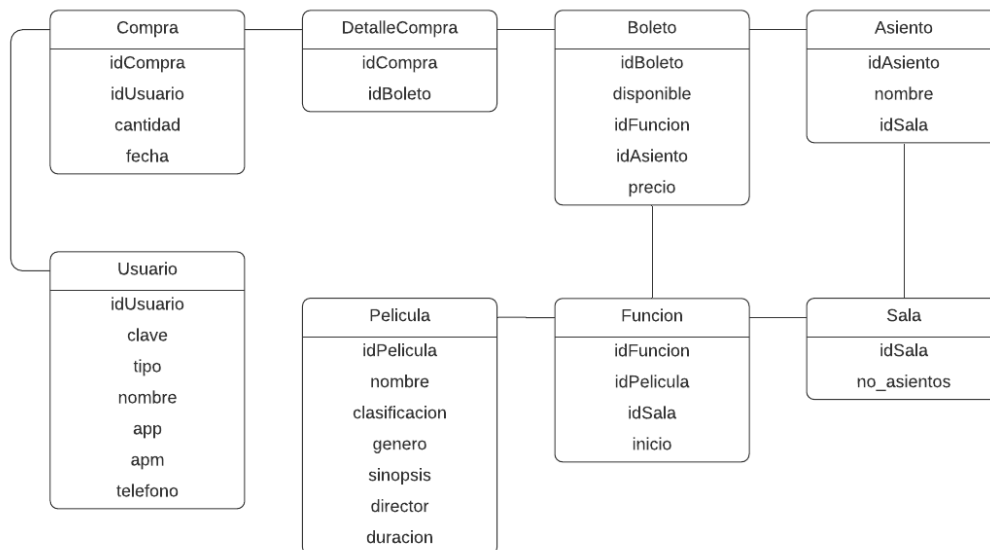 Compra
idCompra
idUsuario
cantidad
fecha
DetalleCompra
idCompra
idBoleto
Boleto
idBoleto
disponible
idFuncion
idAsiento
precio
Asiento
idAsiento
nombre
idSala
Usuario
idUsuario
clave
tipo
nombre
app
apm
telefono
Pelicula
idPelicula
nombre
clasificacion
genero
sinopsis
director
duracion
Funcion
idFuncion
idPelicula
idSala
inicio
Sala
idSala
no_asientos